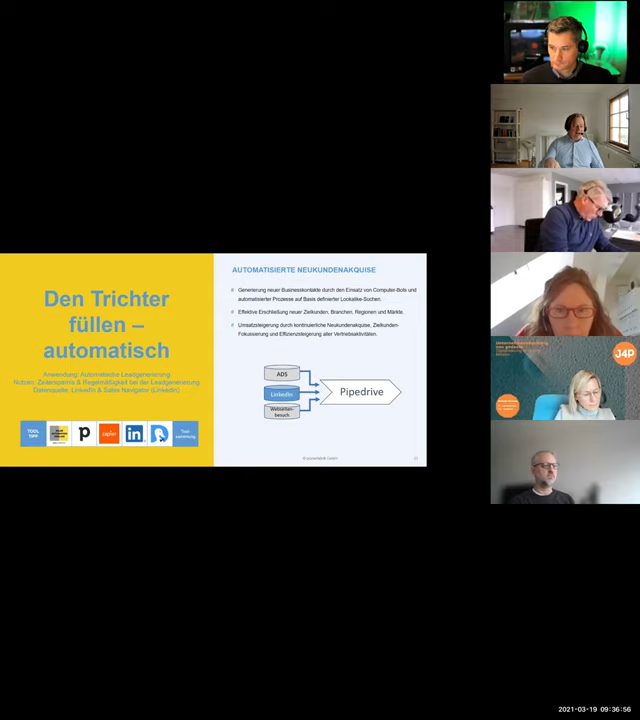 Den Trichter
füllen –
automatisch
Anwendung: Automatische Leadgenerierung
Nutzen: Zeitersparnis & Regelmäßigkeit bei der Leadgenerierung
Datenquelle: LinkedIn & Sales Navigator (LinkedIn)
TOOL
TIPP
zapier
in
Tool-
sammlung
AUTOMATISIERTE NEUKUNDENAKQUISE
Generierung neuer Businesskontakte durch den Einsatz von Computer-Bots und
automatisierter Prozesse auf Basis definierter Lookalike-Suchen.
Effektive Erschließung neuer Zielkunden, Branchen, Regionen und Märkte.
Umsatzsteigerung durch kontinuierliche Neukundenakquise, Zielkunden-
Fokussierung und Effizienzsteigerung aller Vertriebsaktivitäten.
ADS
LinkedIn
Webseiten-
besuch
Pipedrive
J4P
2021-03-19 09:36:56